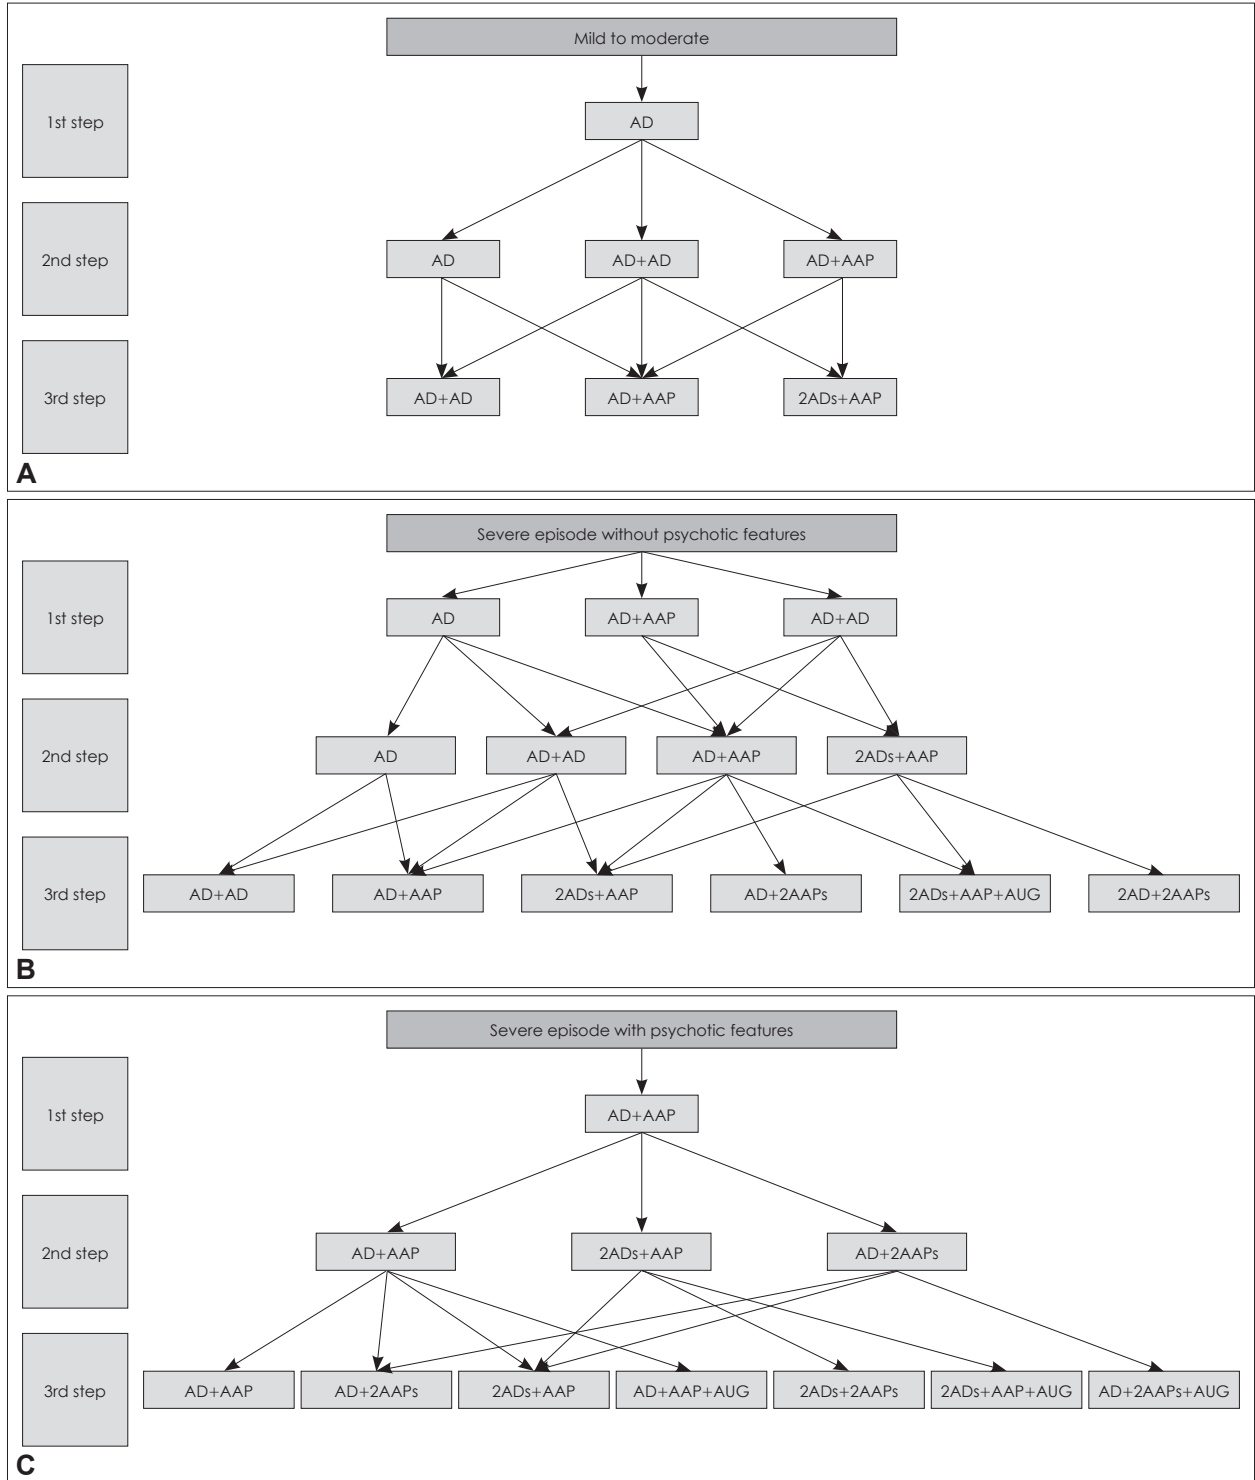 Mild to moderate
1st step
AD
2nd step
AD
AD+AD
AD+AAP
3rd step
AD+AD
AD+AAP
2ADs+AAP
A
Severe episode without psychotic features
1st step
AD
AD+AAP
AD+AD
2nd step
AD
AD+AD
AD+AAP
2ADs+AAP
3rd step
AD+AD
AD+AAP
2ADs+AAP
AD+2AAPs
2ADs+AAP+AUG
2AD+2AAPs
B
Severe episode with psychotic features
1st step
AD+AAP
2nd step
AD+AAP
2ADs+AAP
AD+2AAPs
3rd step
AD+AAP
AD+2AAPs
2ADs+AAP
AD+AAP+AUG
2ADs+2AAPs
2ADs+AAP+AUG
AD+2AAPs+AUG
C